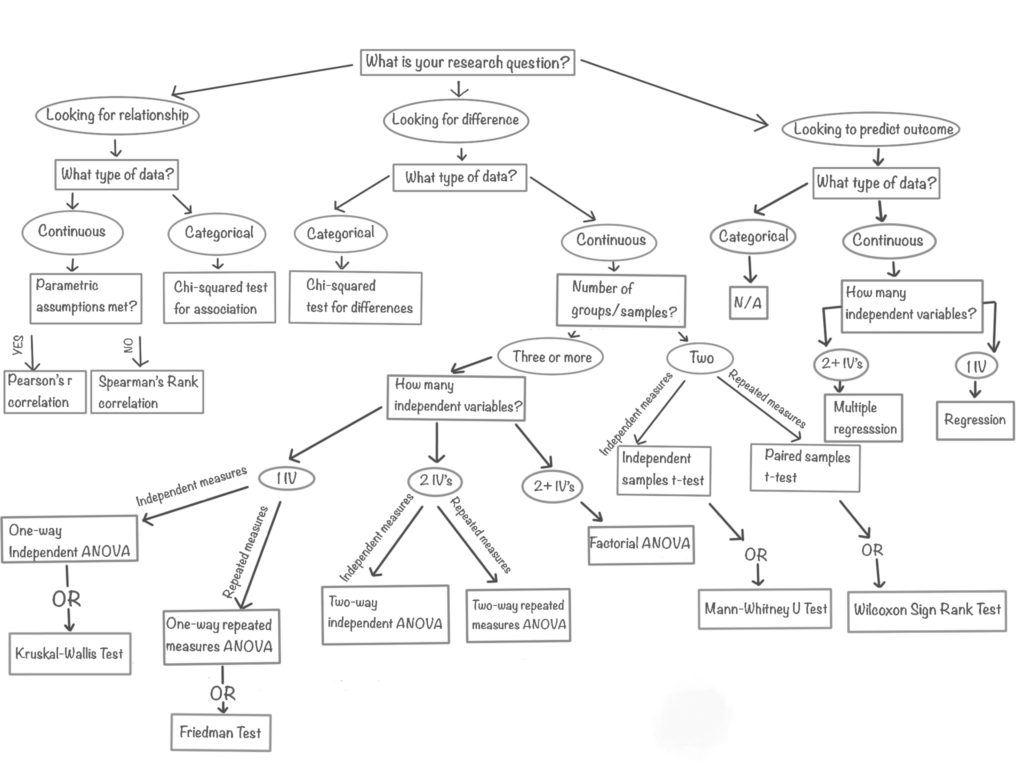 What is your research question?
Looking for relationship
Looking for difference
Looking to predict outcome
What type of data?
What type of data?
What type of data?
Continuous
Categorical
Categorical
Continuous
Categorical
Continuous
Parametric
assumptions met?
Chi-squared test
for association
Chi-squared
test for differences
Number of
groups/samples?
N/A
How many
independent variables?
YES
NO
Three or more
Two
2+ IV's
1 IV
Pearson's r
correlation
Spearman's Rank
correlation
How many
independent variables?
Independent measures
Repeated measures
Multiple
regresssion
Regression
Independent
samples t-test
Paired samples
t-test
Independent measures
1 IV
2 IV's
2+ IV's
Repeated measures
Independent measures
Repeated measures
One-way
Independent ANOVA
Factorial ANOVA
OR
OR
OR
Two-way
independent ANOVA
Two-way repeated
measures ANOVA
Mann-Whitney U Test
Wilcoxon Sign Rank Test
One-way repeated
measures ANOVA
Kruskal-Wallis Test
OR
Friedman Test